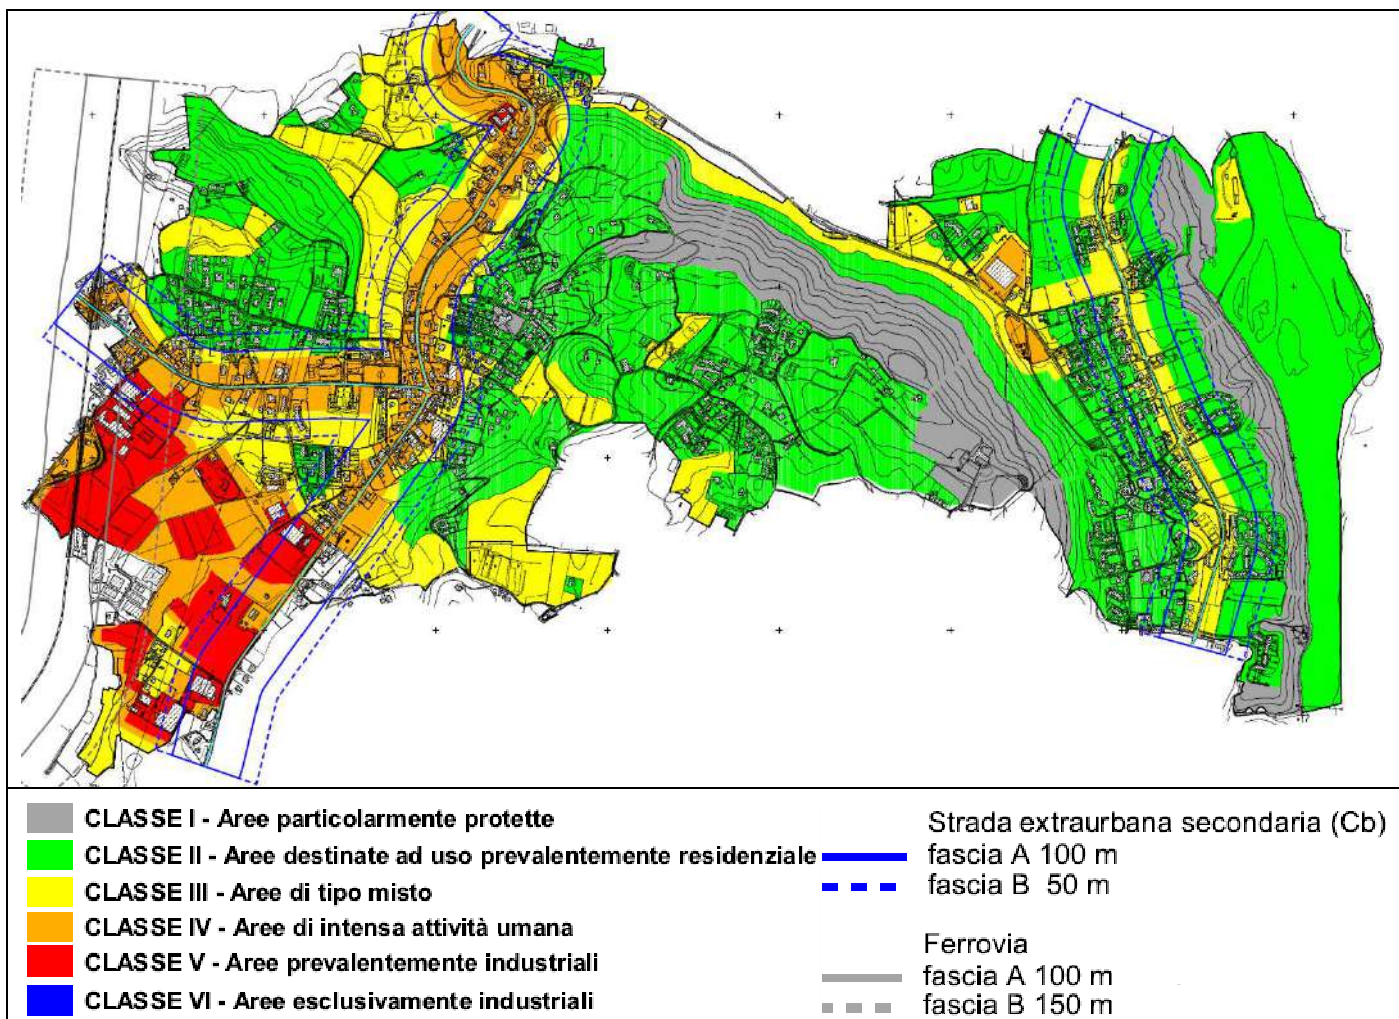 CLASSE I - Aree particolarmente protette
CLASSE II - Aree destinate ad uso prevalentemente residenziale
CLASSE III - Aree di tipo misto
CLASSE IV - Aree di intensa attività umana
CLASSE V - Aree prevalentemente industriali
CLASSE VI - Aree esclusivamente industriali
Strada extraurbana secondaria (Cb)
fascia A 100 m
fascia B 50 m
Ferrovia
fascia A 100 m
fascia B 150 m